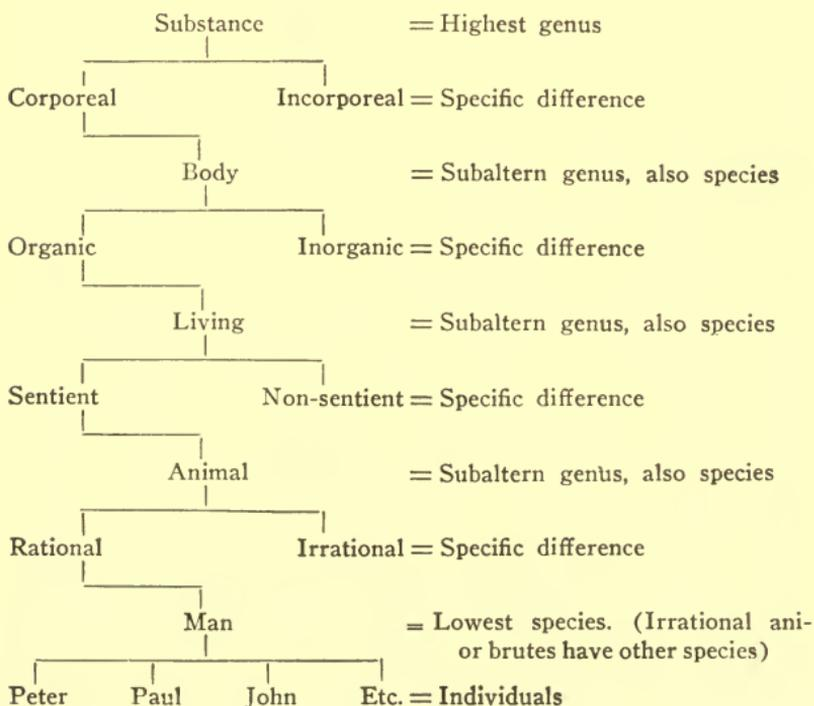 Substance = Highest genus
Corporeal Incorporeal = Specific difference
Body = Subaltern genus, also species
Organic Inorganic = Specific difference
Living = Subaltern genus, also species
Sentient Non-sentient = Specific difference
Animal = Subaltern genus, also species
Rational Irrational = Specific difference
Man = Lowest species. (Irrational ani-
or brutes have other species)
Peter Paul John Etc. = Individuals